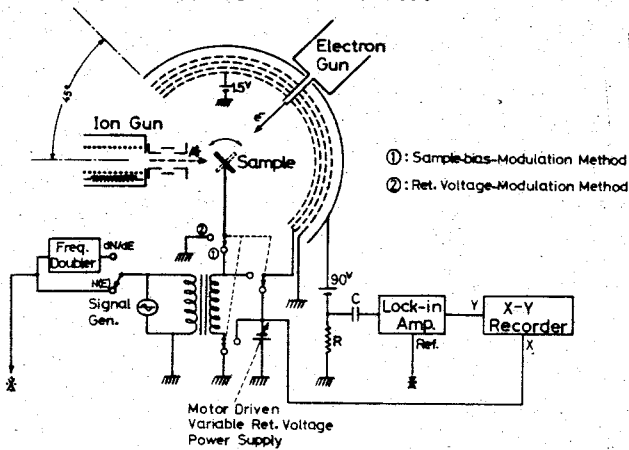 Electron
Gun
45°
1.5V
e⁻
Ion Gun
Sample
①: Sample-bias-Modulation Method
②: Ret. Voltage-Modulation Method
②
①
Freq.
Doubler
dN/dE
N(E)
Signal
Gen.
90V
C
R
Lock-in
Amp.
Ref.
Y
X-Y
Recorder
X
Motor Driven
Variable Ret. Voltage
Power Supply